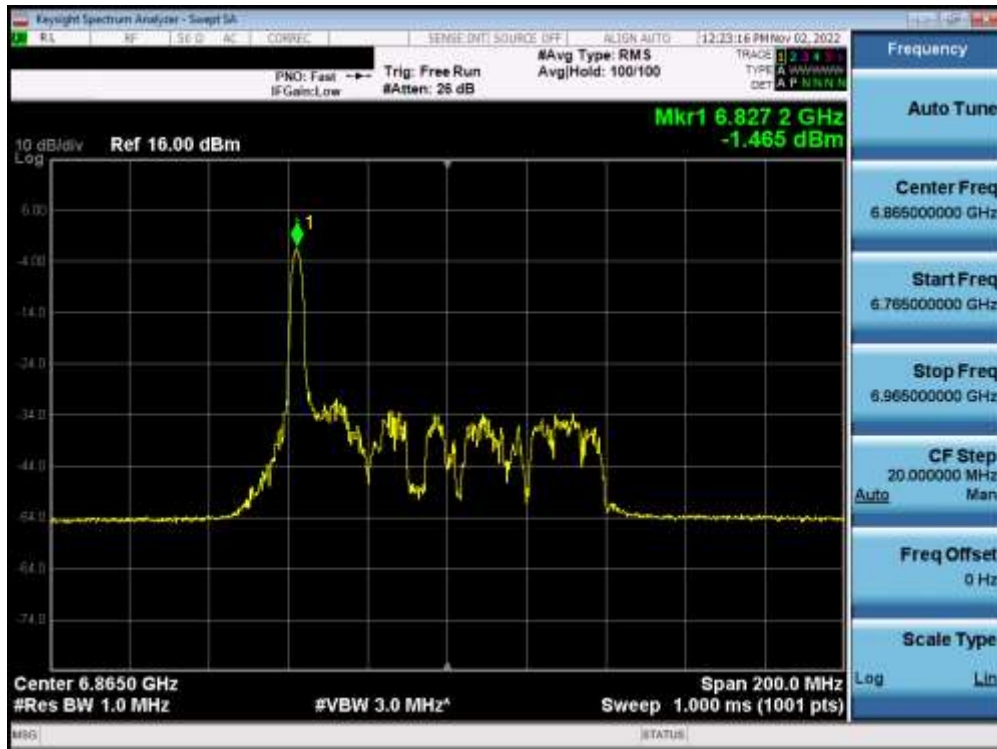 Keysight Spectrum Analyzer - Swept SA
RL RF 50 Ω AC CORREC SENSE:INT SOURCE OFF ALIGN AUTO 12:23:16 PM Nov 02, 2022
PNO: Fast Trig: Free Run #Avg Type: RMS TRACE 1 2 3 4 5 6
IFGain:Low #Atten: 26 dB Avg|Hold: 100/100 TYPE A WWWWW
DET A P N N N N
Mkr1 6.827 2 GHz
-1.465 dBm
10 dB/div Ref 16.00 dBm
Log
1
6.00
-4.00
-14.0
-24.0
-34.0
-44.0
-54.0
-64.0
-74.0
Center 6.8650 GHz Span 200.0 MHz
#Res BW 1.0 MHz #VBW 3.0 MHz* Sweep 1.000 ms (1001 pts)
MSG STATUS
Frequency
Auto Tune
Center Freq
6.865000000 GHz
Start Freq
6.765000000 GHz
Stop Freq
6.965000000 GHz
CF Step
20.000000 MHz
Auto Man
Freq Offset
0 Hz
Scale Type
Log Lin